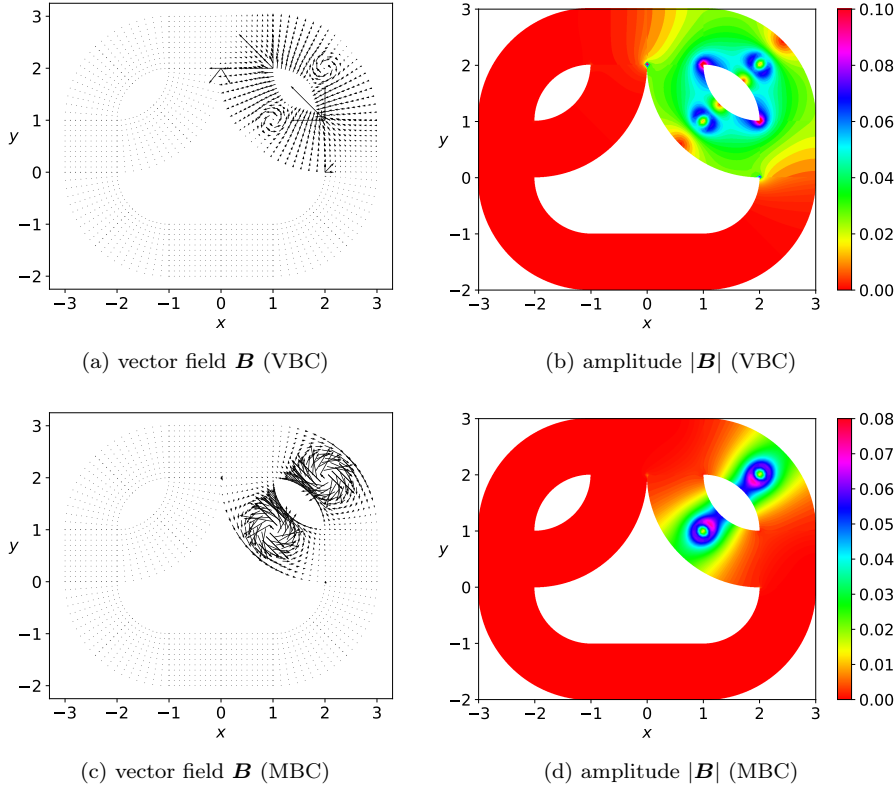 3
2
1
0
−1
−2
y
−3 −2 −1 0 1 2 3
x
(a) vector field B (VBC)
3
2
1
0
−1
−2
y
−3 −2 −1 0 1 2 3
x
0.10
0.08
0.06
0.04
0.02
0.00
(b) amplitude |B| (VBC)
3
2
1
0
−1
−2
y
−3 −2 −1 0 1 2 3
x
(c) vector field B (MBC)
3
2
1
0
−1
−2
y
−3 −2 −1 0 1 2 3
x
0.08
0.07
0.06
0.05
0.04
0.03
0.02
0.01
0.00
(d) amplitude |B| (MBC)